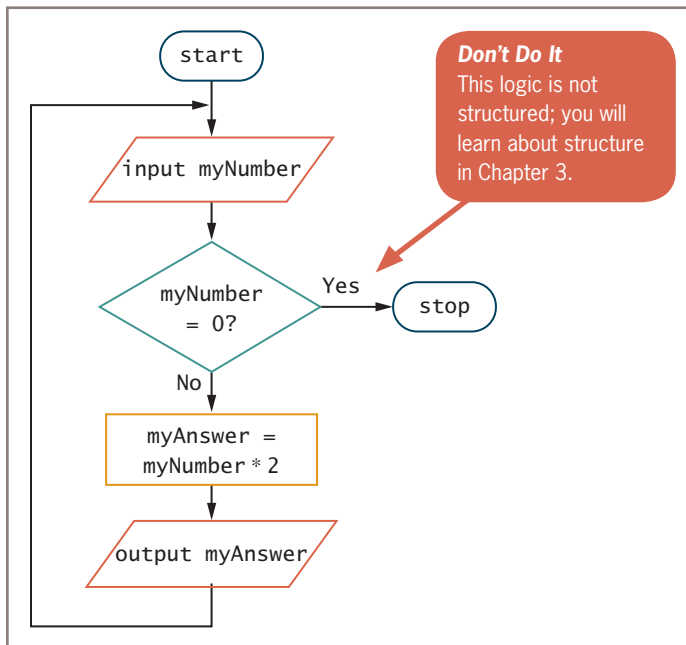 start
Don't Do It
This logic is not
structured; you will
learn about structure
in Chapter 3.
input myNumber
myNumber
= 0?
Yes
stop
No
myAnswer =
myNumber * 2
output myAnswer